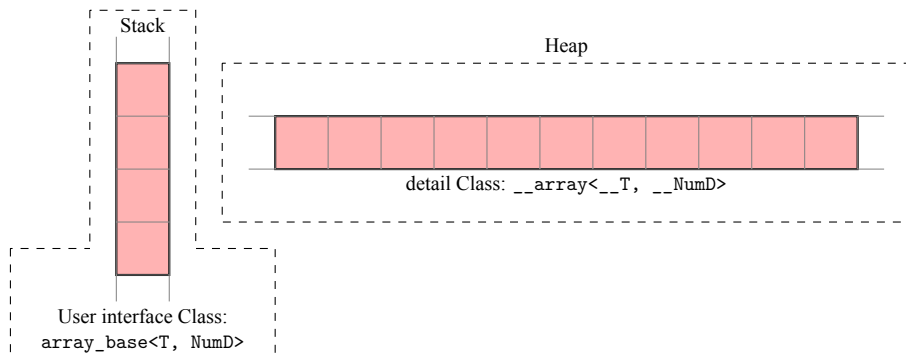 Stack
Heap
detail Class: __array<__T, __NumD>
User interface Class:
array_base<T, NumD>